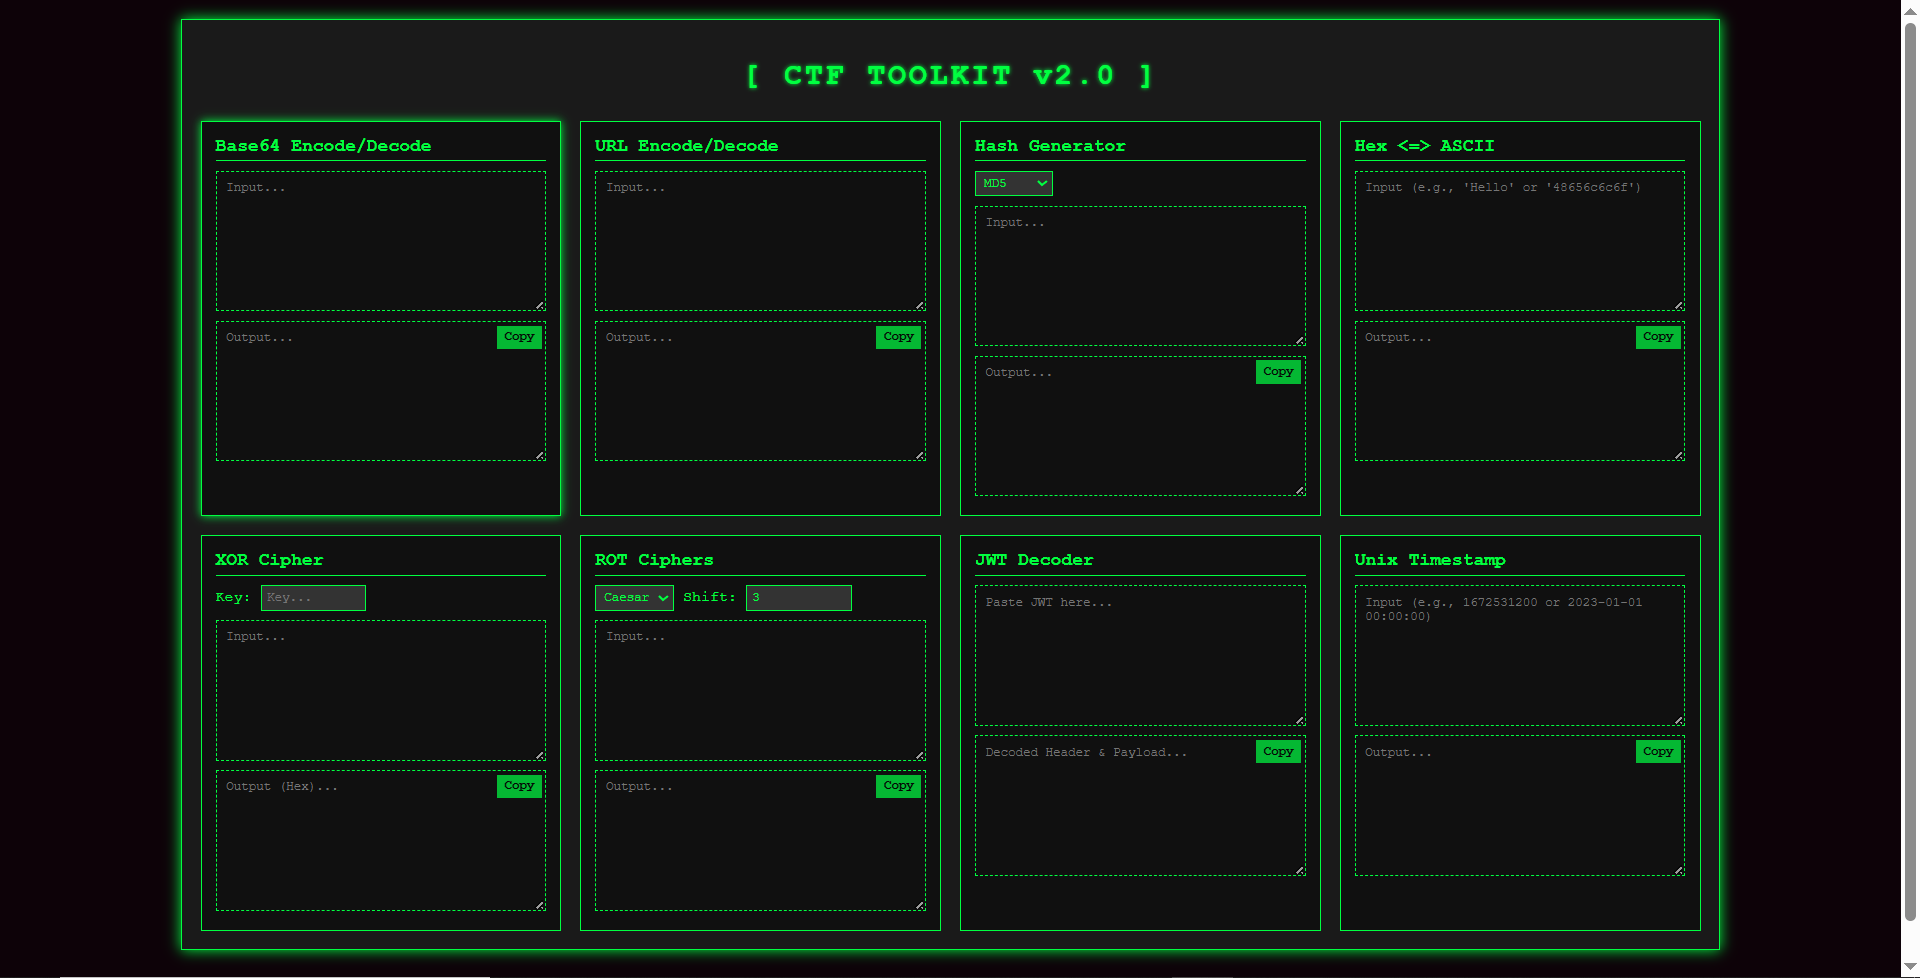 [ CTF TOOLKIT v2.0 ]
Base64 Encode/Decode
Input...
Output...
Copy
URL Encode/Decode
Input...
Output...
Copy
Hash Generator
MD5
Input...
Output...
Copy
Hex <=> ASCII
Input (e.g., 'Hello' or '48656c6c6f')
Output...
Copy
XOR Cipher
Key: Key...
Input...
Output (Hex)...
Copy
ROT Ciphers
Caesar Shift: 3
Input...
Output...
Copy
JWT Decoder
Paste JWT here...
Decoded Header & Payload...
Copy
Unix Timestamp
Input (e.g., 1672531200 or 2023-01-01
00:00:00)
Output...
Copy